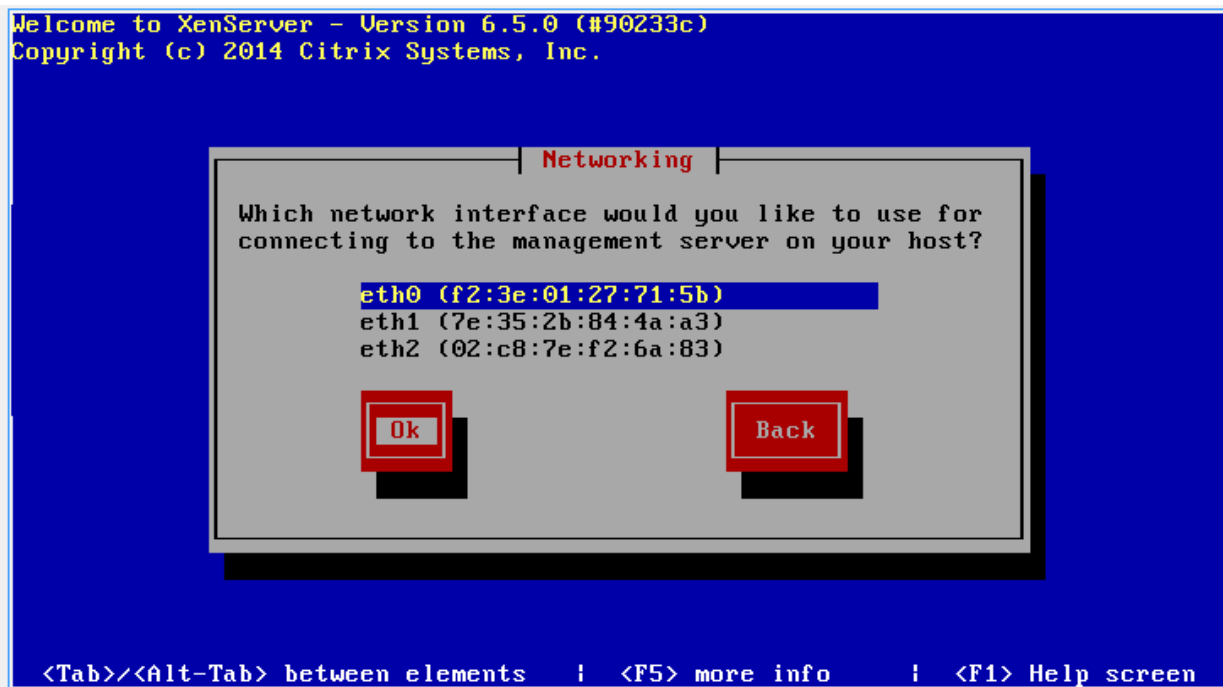 Welcome to XenServer - Version 6.5.0 (#90233c)
Copyright (c) 2014 Citrix Systems, Inc.
Networking
Which network interface would you like to use for
connecting to the management server on your host?
eth0 (f2:3e:01:27:71:5b)
eth1 (7e:35:2b:84:4a:a3)
eth2 (02:c8:7e:f2:6a:83)
Ok Back
<Tab>/<Alt-Tab> between elements | <F5> more info | <F1> Help screen